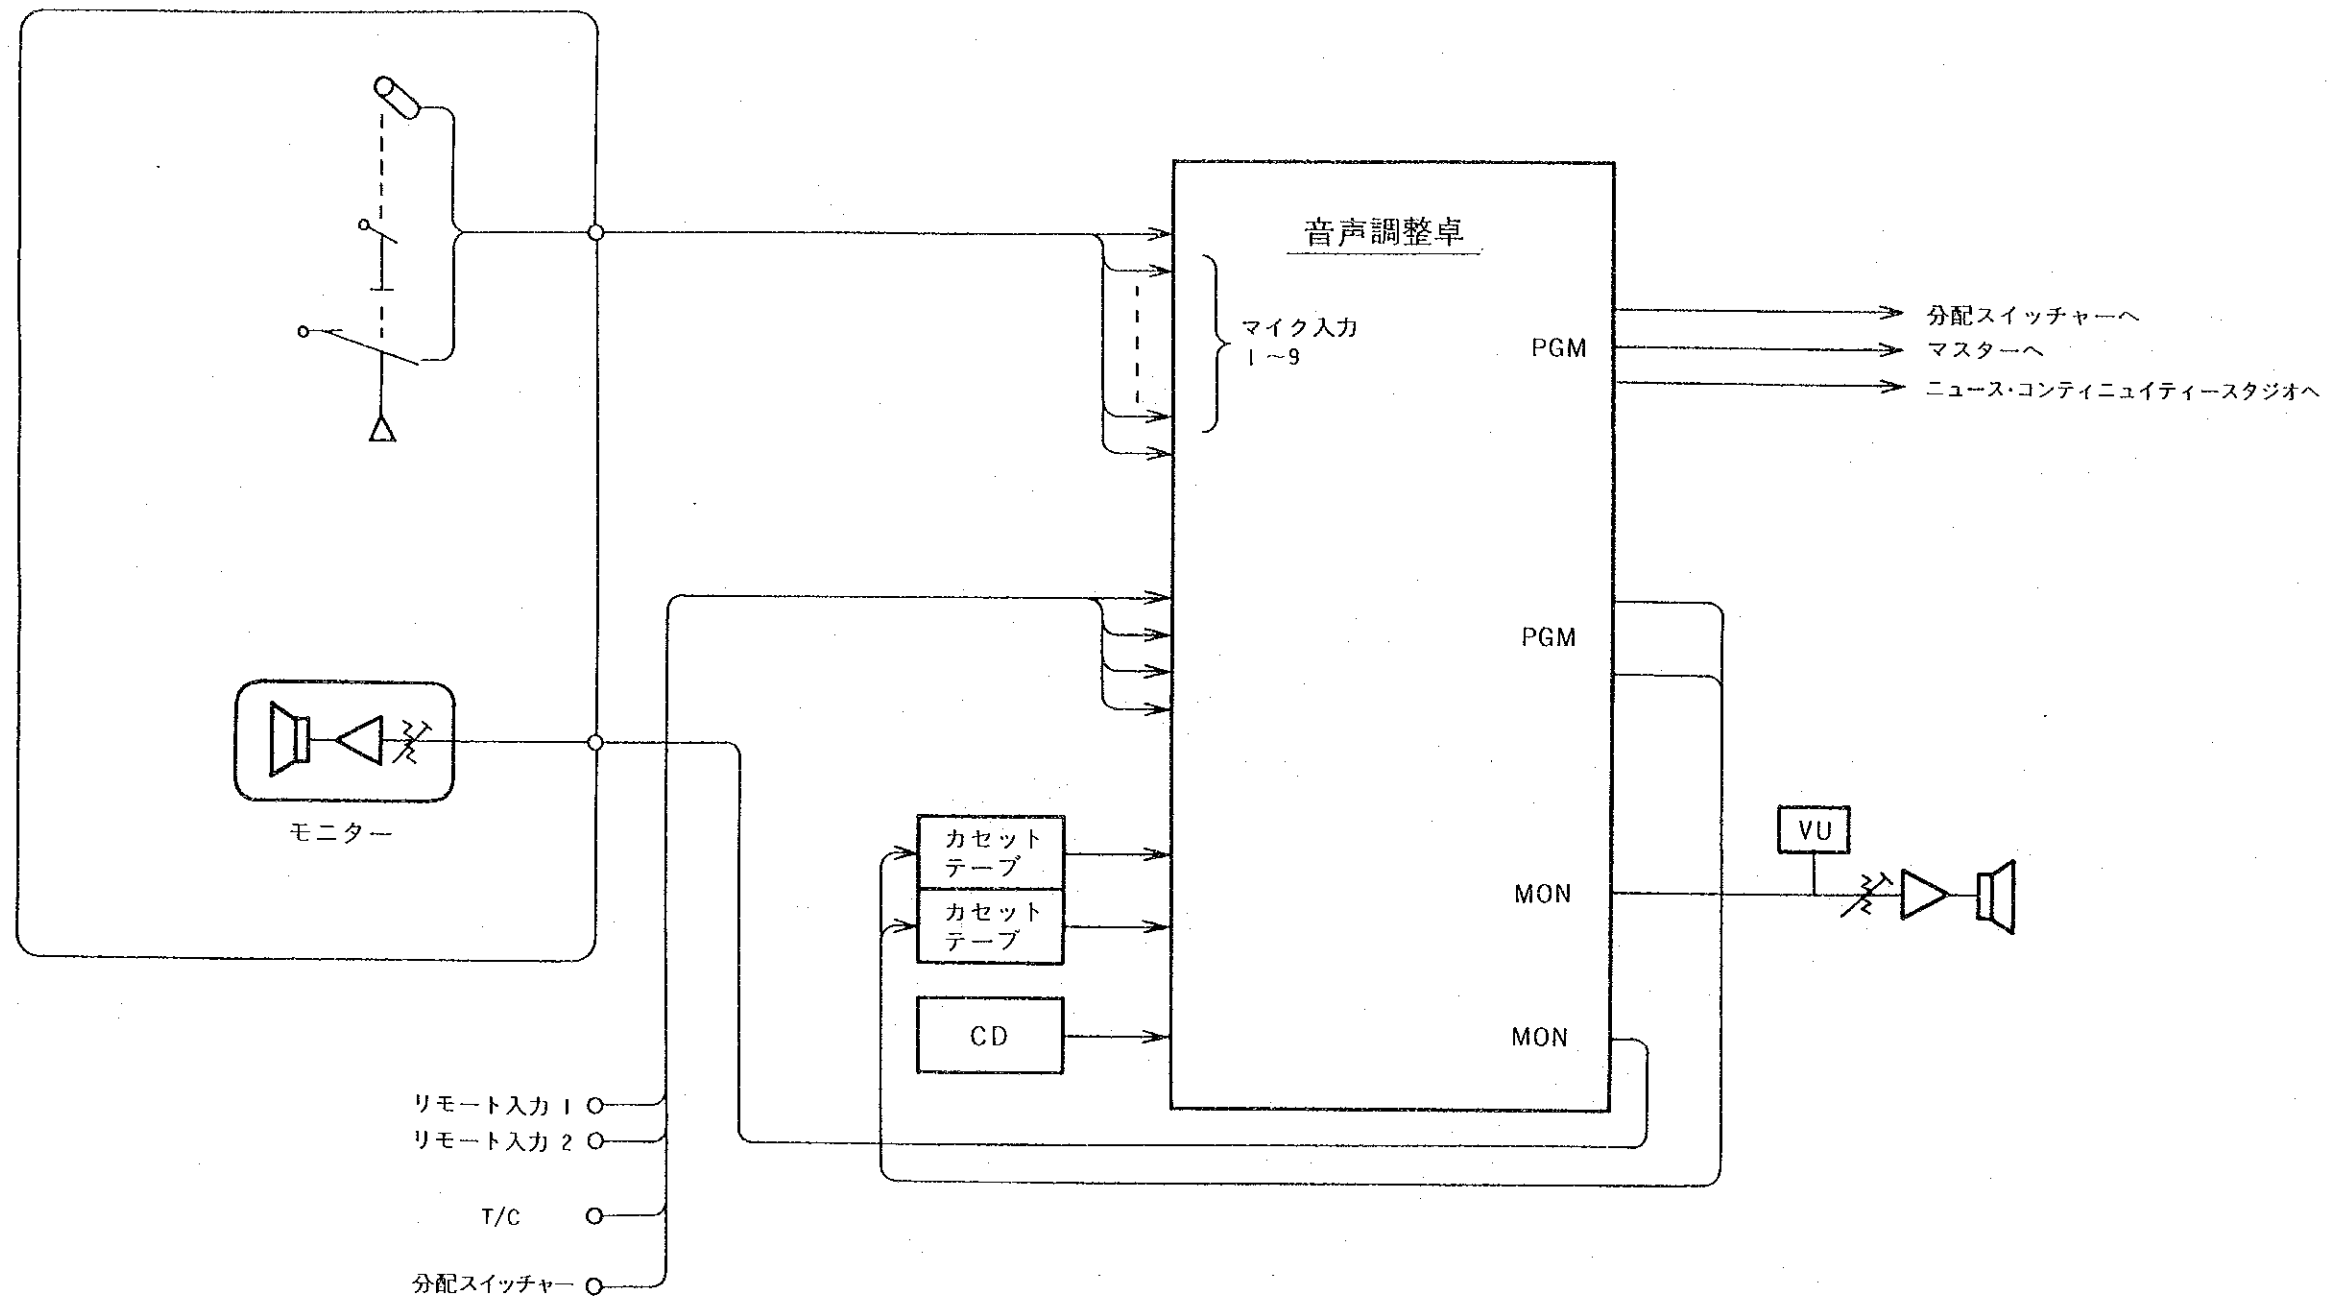 音声調整卓
マイク入力
1～9
PGM
分配スイッチャーへ
マスターへ
ニュース・コンティニュイティースタジオへ
PGM
モニター
カセット
テープ
カセット
テープ
VU
MON
CD
MON
リモート入力 1
リモート入力 2
T/C
分配スイッチャー